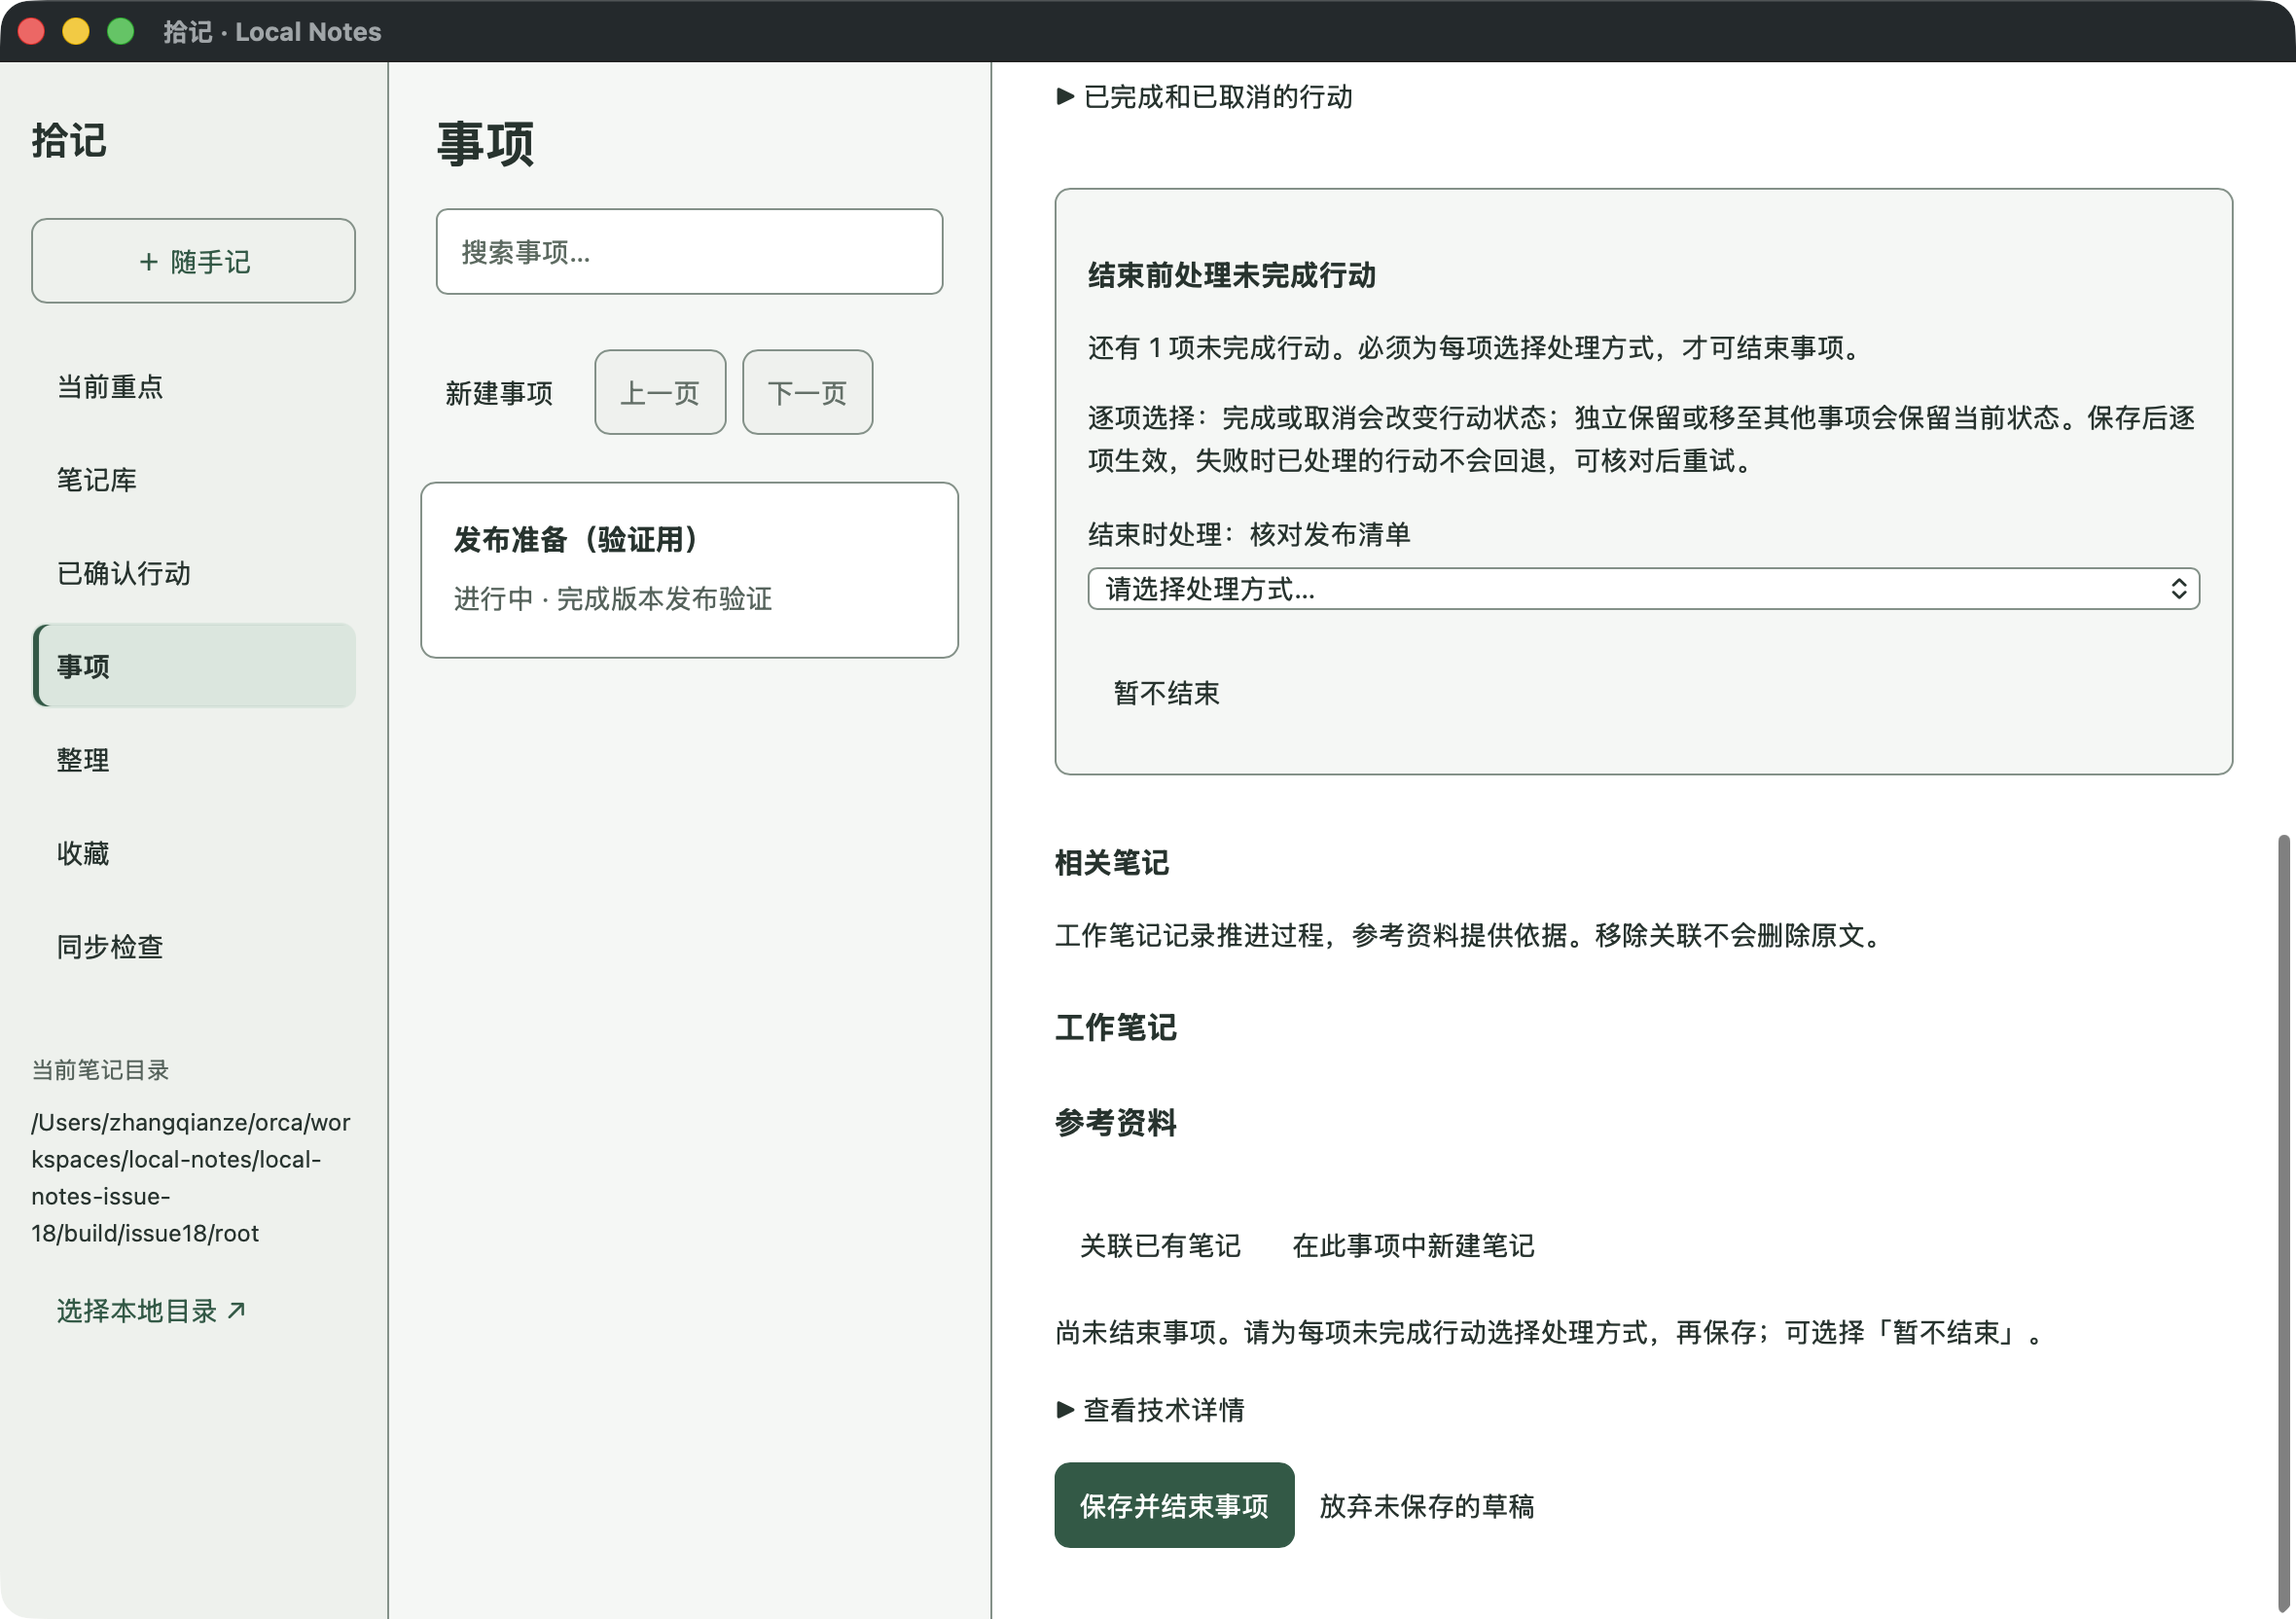 拾记 · Local Notes
拾记
+ 随手记
当前重点
笔记库
已确认行动
事项
整理
收藏
同步检查
当前笔记目录
/Users/zhangqianze/orca/wor
kspaces/local-notes/local-
notes-issue-
18/build/issue18/root
选择本地目录 ↗
事项
搜索事项...
新建事项
上一页
下一页
发布准备（验证用）
进行中 · 完成版本发布验证
▶ 已完成和已取消的行动
结束前处理未完成行动
还有 1 项未完成行动。必须为每项选择处理方式，才可结束事项。
逐项选择：完成或取消会改变行动状态；独立保留或移至其他事项会保留当前状态。保存后逐
项生效，失败时已处理的行动不会回退，可核对后重试。
结束时处理：核对发布清单
请选择处理方式...
暂不结束
相关笔记
工作笔记记录推进过程，参考资料提供依据。移除关联不会删除原文。
工作笔记
参考资料
关联已有笔记
在此事项中新建笔记
尚未结束事项。请为每项未完成行动选择处理方式，再保存；可选择「暂不结束」。
▶ 查看技术详情
保存并结束事项
放弃未保存的草稿